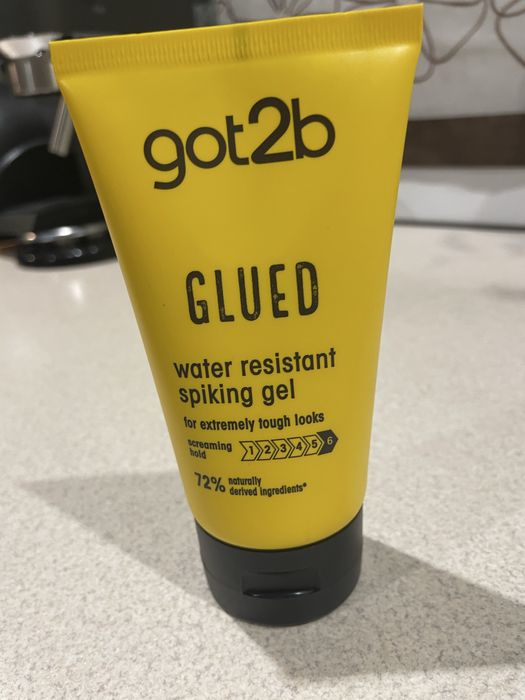 got2b
GLUED
water resistant
spiking gel
for extremely tough looks
screaming
hold
1 2 3 4 5 6
72% naturally
derived ingredients*